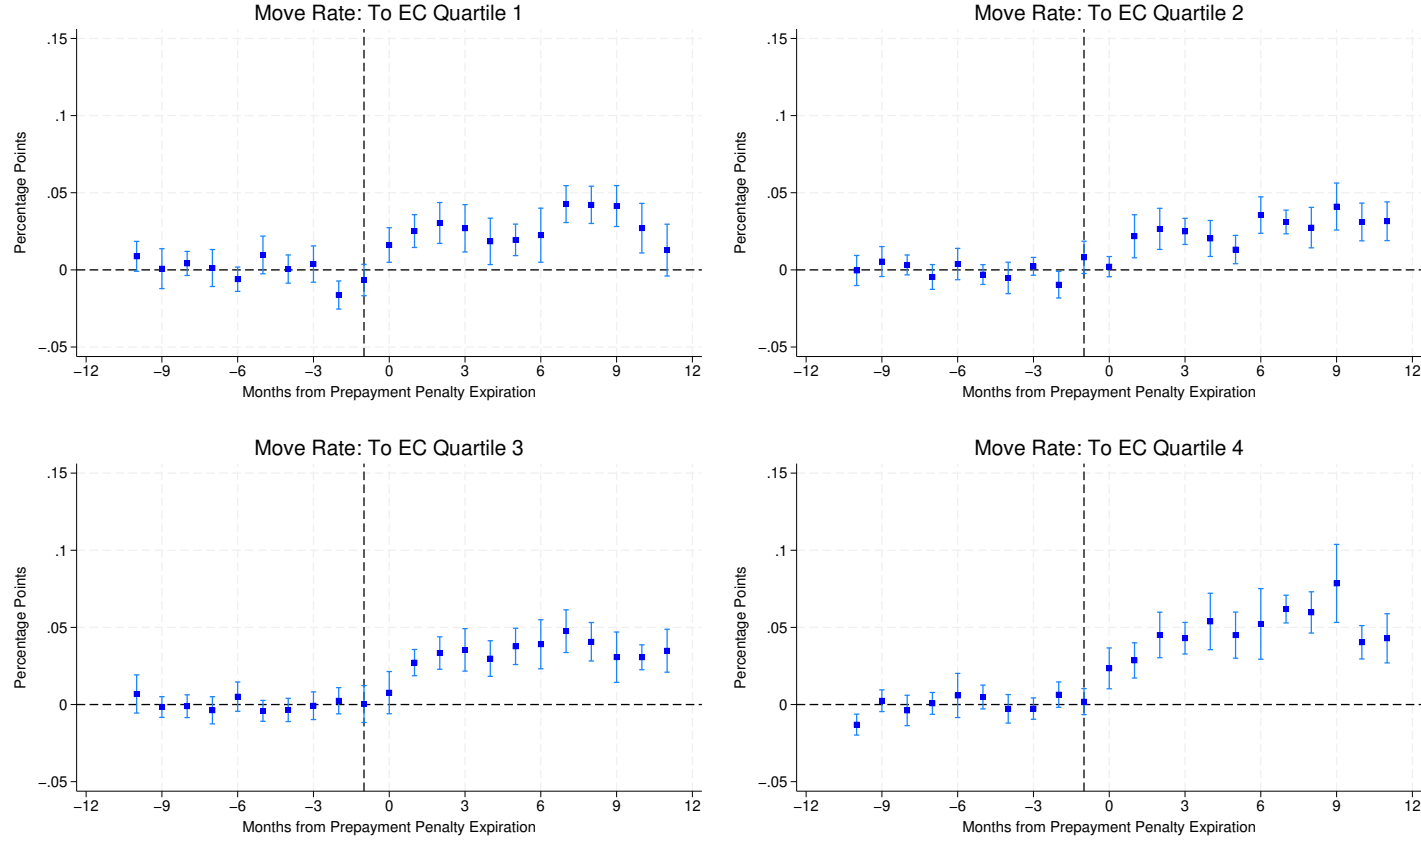 Move Rate: To EC Quartile 1
.15
.1
.05
0
−.05
Percentage Points
−12 −9 −6 −3 0 3 6 9 12
Months from Prepayment Penalty Expiration
Move Rate: To EC Quartile 2
.15
.1
.05
0
−.05
Percentage Points
−12 −9 −6 −3 0 3 6 9 12
Months from Prepayment Penalty Expiration
Move Rate: To EC Quartile 3
.15
.1
.05
0
−.05
Percentage Points
−12 −9 −6 −3 0 3 6 9 12
Months from Prepayment Penalty Expiration
Move Rate: To EC Quartile 4
.15
.1
.05
0
−.05
Percentage Points
−12 −9 −6 −3 0 3 6 9 12
Months from Prepayment Penalty Expiration